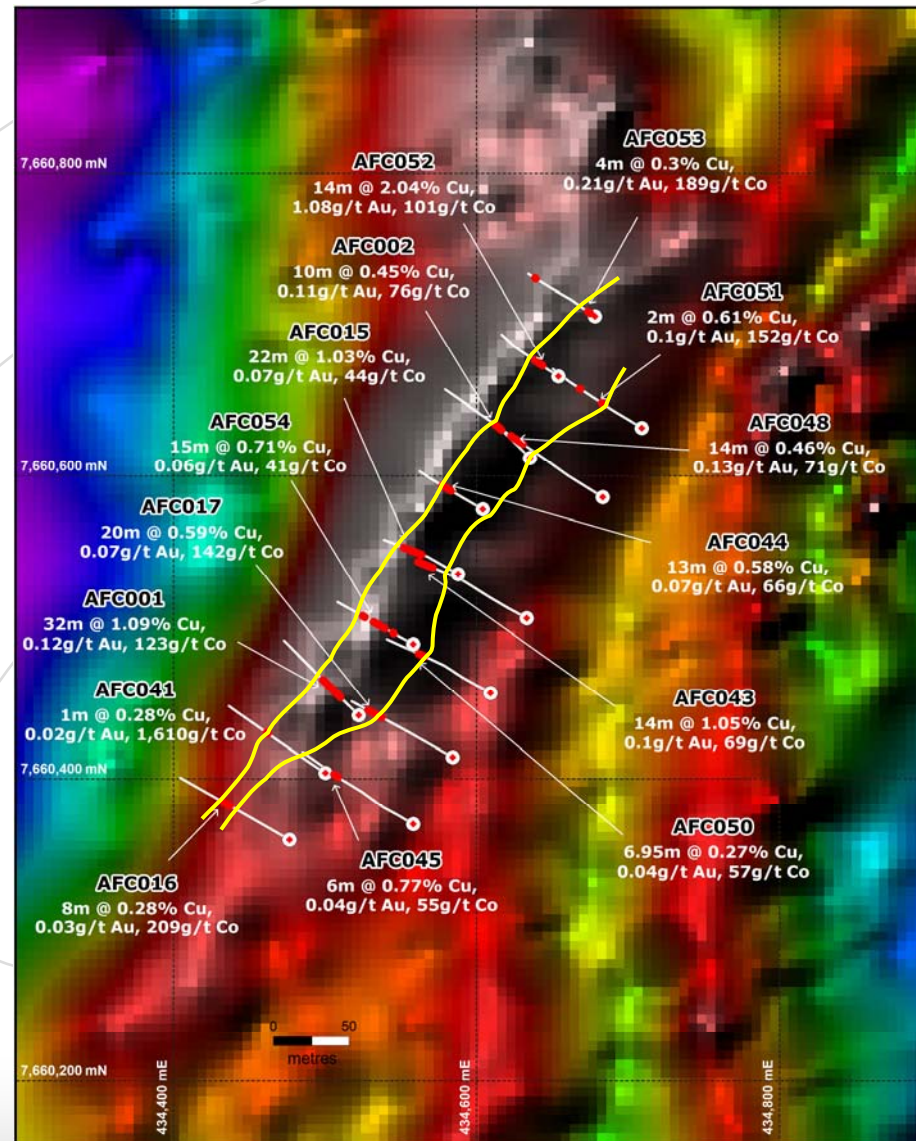 AFC053
4m @ 0.3% Cu,
0.21g/t Au, 189g/t Co
AFC052
14m @ 2.04% Cu,
1.08g/t Au, 101g/t Co
7,660,800 mN
AFC002
10m @ 0.45% Cu,
0.11g/t Au, 76g/t Co
AFC051
2m @ 0.61% Cu,
0.1g/t Au, 152g/t Co
AFC015
22m @ 1.03% Cu,
0.07g/t Au, 44g/t Co
AFC054
15m @ 0.71% Cu,
0.06g/t Au, 41g/t Co
AFC048
14m @ 0.46% Cu,
0.13g/t Au, 71g/t Co
7,660,600 mN
AFC017
20m @ 0.59% Cu,
0.07g/t Au, 142g/t Co
AFC044
13m @ 0.58% Cu,
0.07g/t Au, 66g/t Co
AFC001
32m @ 1.09% Cu,
0.12g/t Au, 123g/t Co
AFC041
1m @ 0.28% Cu,
0.02g/t Au, 1,610g/t Co
AFC043
14m @ 1.05% Cu,
0.1g/t Au, 69g/t Co
7,660,400 mN
AFC050
6.95m @ 0.27% Cu,
0.04g/t Au, 57g/t Co
AFC045
6m @ 0.77% Cu,
0.04g/t Au, 55g/t Co
AFC016
8m @ 0.28% Cu,
0.03g/t Au, 209g/t Co
0 50
metres
7,660,200 mN
434,400 mE
434,600 mE
434,800 mE